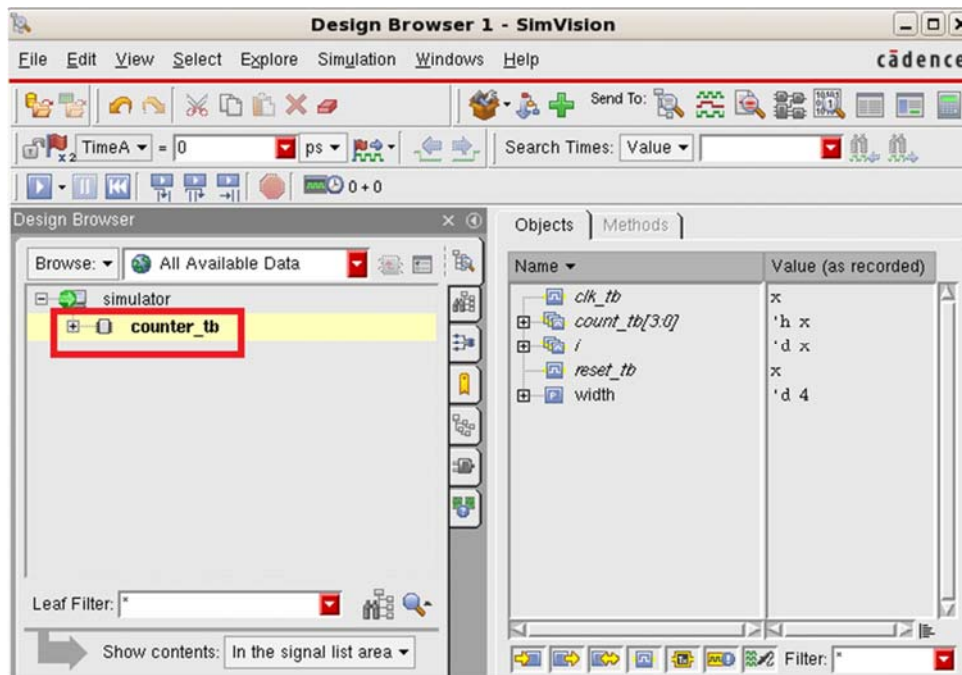 Design Browser 1 - SimVision
File Edit View Select Explore Simulation Windows Help cādence
Send To:
x2 TimeA = 0 ps Search Times: Value
0 + 0
Design Browser
Browse: All Available Data
simulator
counter_tb
Leaf Filter: *
Show contents: In the signal list area
Objects Methods
Name Value (as recorded)
clk_tb x
count_tb[3:0] 'h x
i 'd x
reset_tb x
width 'd 4
Filter: *